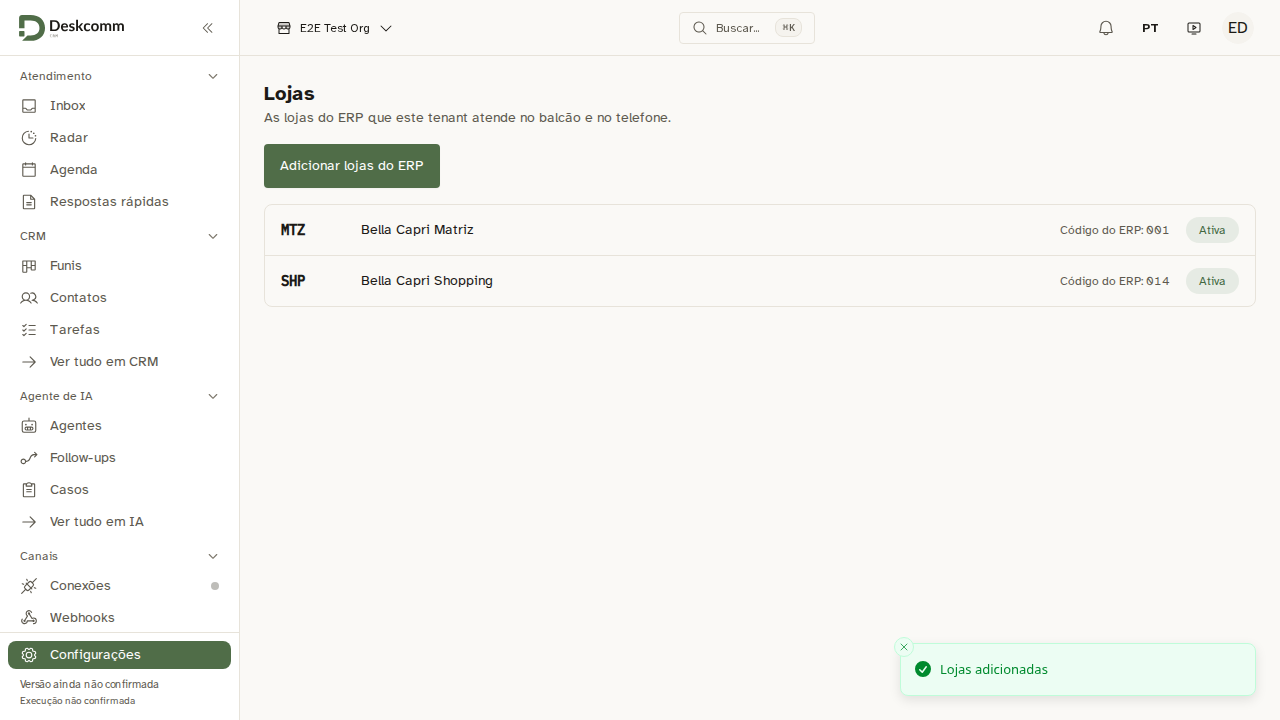 Deskcomm
E2E Test Org
Buscar...
⌘K
PT
ED
Atendimento
Inbox
Radar
Agenda
Respostas rápidas
CRM
Funis
Contatos
Tarefas
Ver tudo em CRM
Agente de IA
Agentes
Follow-ups
Casos
Ver tudo em IA
Canais
Conexões
Webhooks
Configurações
Versão ainda não confirmada
Execução não confirmada
Lojas
As lojas do ERP que este tenant atende no balcão e no telefone.
Adicionar lojas do ERP
MTZ Bella Capri Matriz Código do ERP: 001 Ativa
SHP Bella Capri Shopping Código do ERP: 014 Ativa
Lojas adicionadas